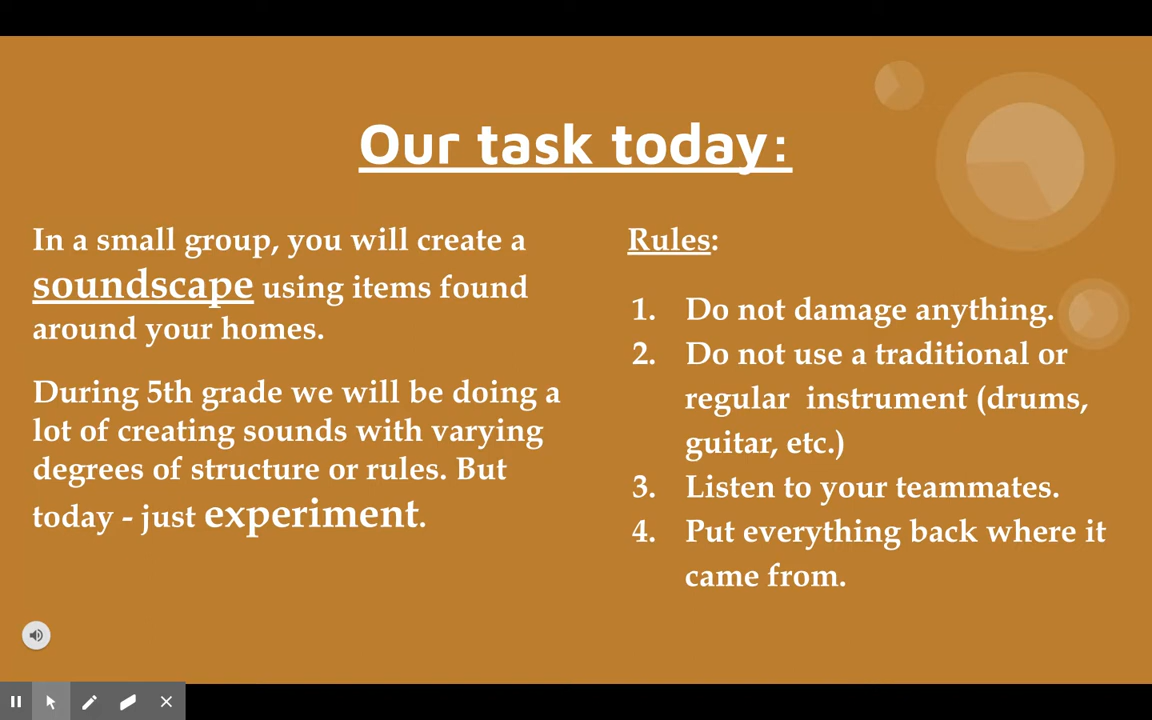 Our task today:
In a small group, you will create a
soundscape using items found
around your homes.
During 5th grade we will be doing a
lot of creating sounds with varying
degrees of structure or rules. But
today - just experiment.
Rules:
1. Do not damage anything.
2. Do not use a traditional or
regular instrument (drums,
guitar, etc.)
3. Listen to your teammates.
4. Put everything back where it
came from.